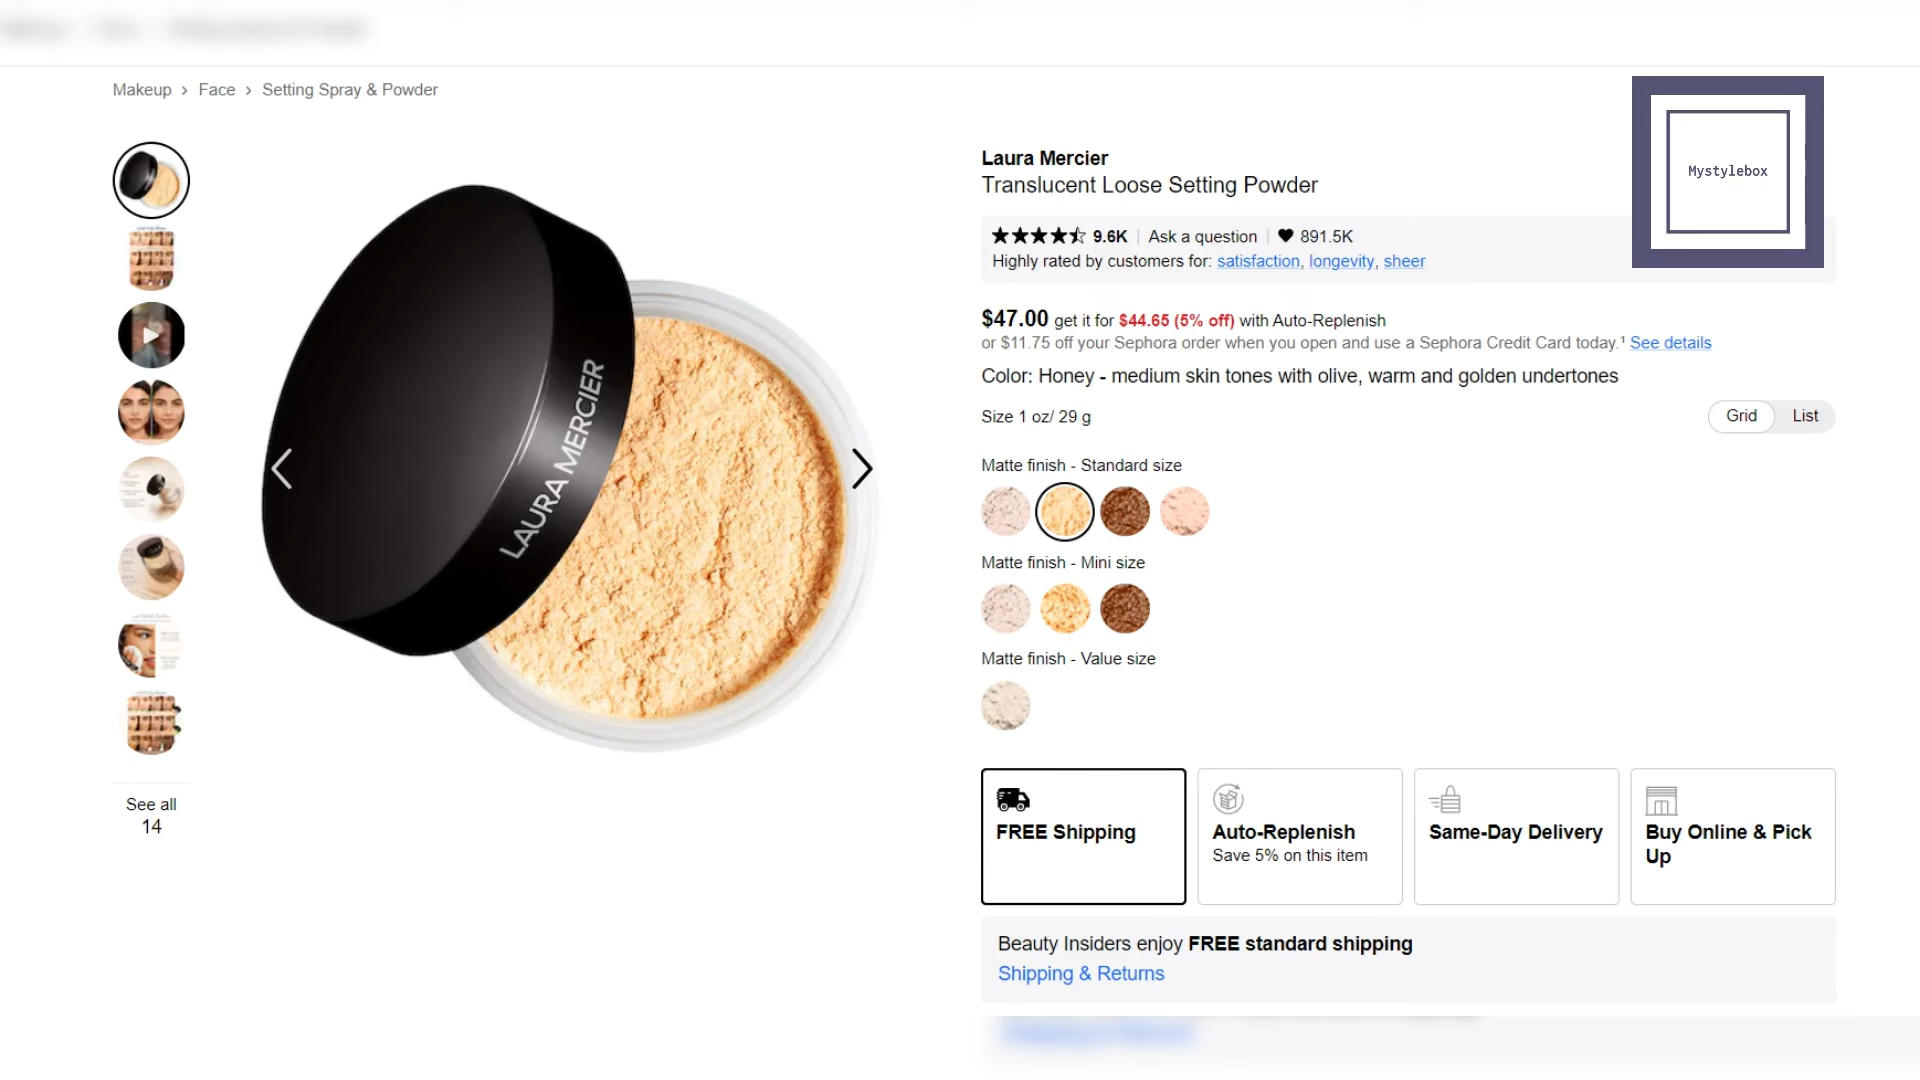 Makeup > Face > Setting Spray & Powder
Mystylebox
Laura Mercier
Translucent Loose Setting Powder
9.6K | Ask a question | 891.5K
Highly rated by customers for: satisfaction, longevity, sheer
$47.00 get it for $44.65 (5% off) with Auto-Replenish
or $11.75 off your Sephora order when you open and use a Sephora Credit Card today.¹ See details
Color: Honey - medium skin tones with olive, warm and golden undertones
Size 1 oz/ 29 g
Grid List
Matte finish - Standard size
LAURA MERCIER
Matte finish - Mini size
Matte finish - Value size
See all
14
FREE Shipping
Auto-Replenish
Save 5% on this item
Same-Day Delivery
Buy Online & Pick
Up
Beauty Insiders enjoy FREE standard shipping
Shipping & Returns